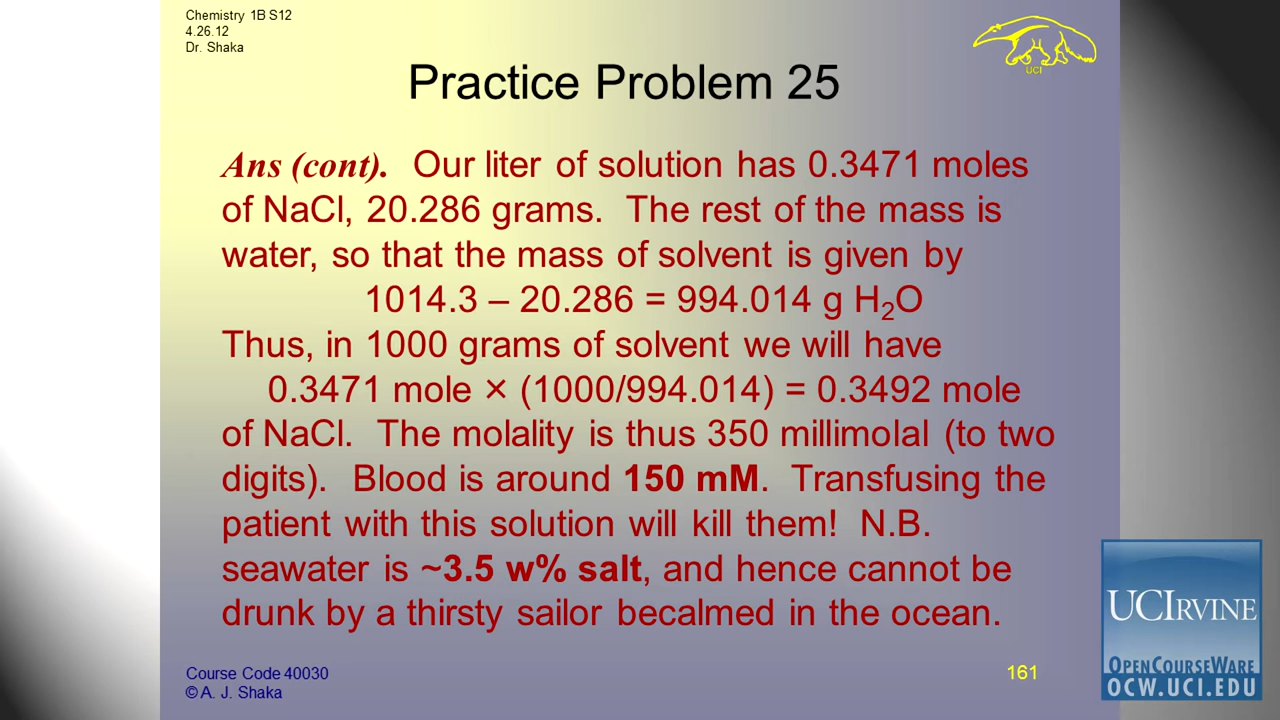 Chemistry 1B S12
4.26.12
Dr. Shaka
UCI
Practice Problem 25
Ans (cont). Our liter of solution has 0.3471 moles
of NaCl, 20.286 grams. The rest of the mass is
water, so that the mass of solvent is given by
1014.3 – 20.286 = 994.014 g H₂O
Thus, in 1000 grams of solvent we will have
0.3471 mole × (1000/994.014) = 0.3492 mole
of NaCl. The molality is thus 350 millimolal (to two
digits). Blood is around 150 mM. Transfusing the
patient with this solution will kill them! N.B.
seawater is ~3.5 w% salt, and hence cannot be
drunk by a thirsty sailor becalmed in the ocean.
Course Code 40030
© A. J. Shaka
161
UCIRVINE
OPENCOURSEWARE
OCW.UCI.EDU